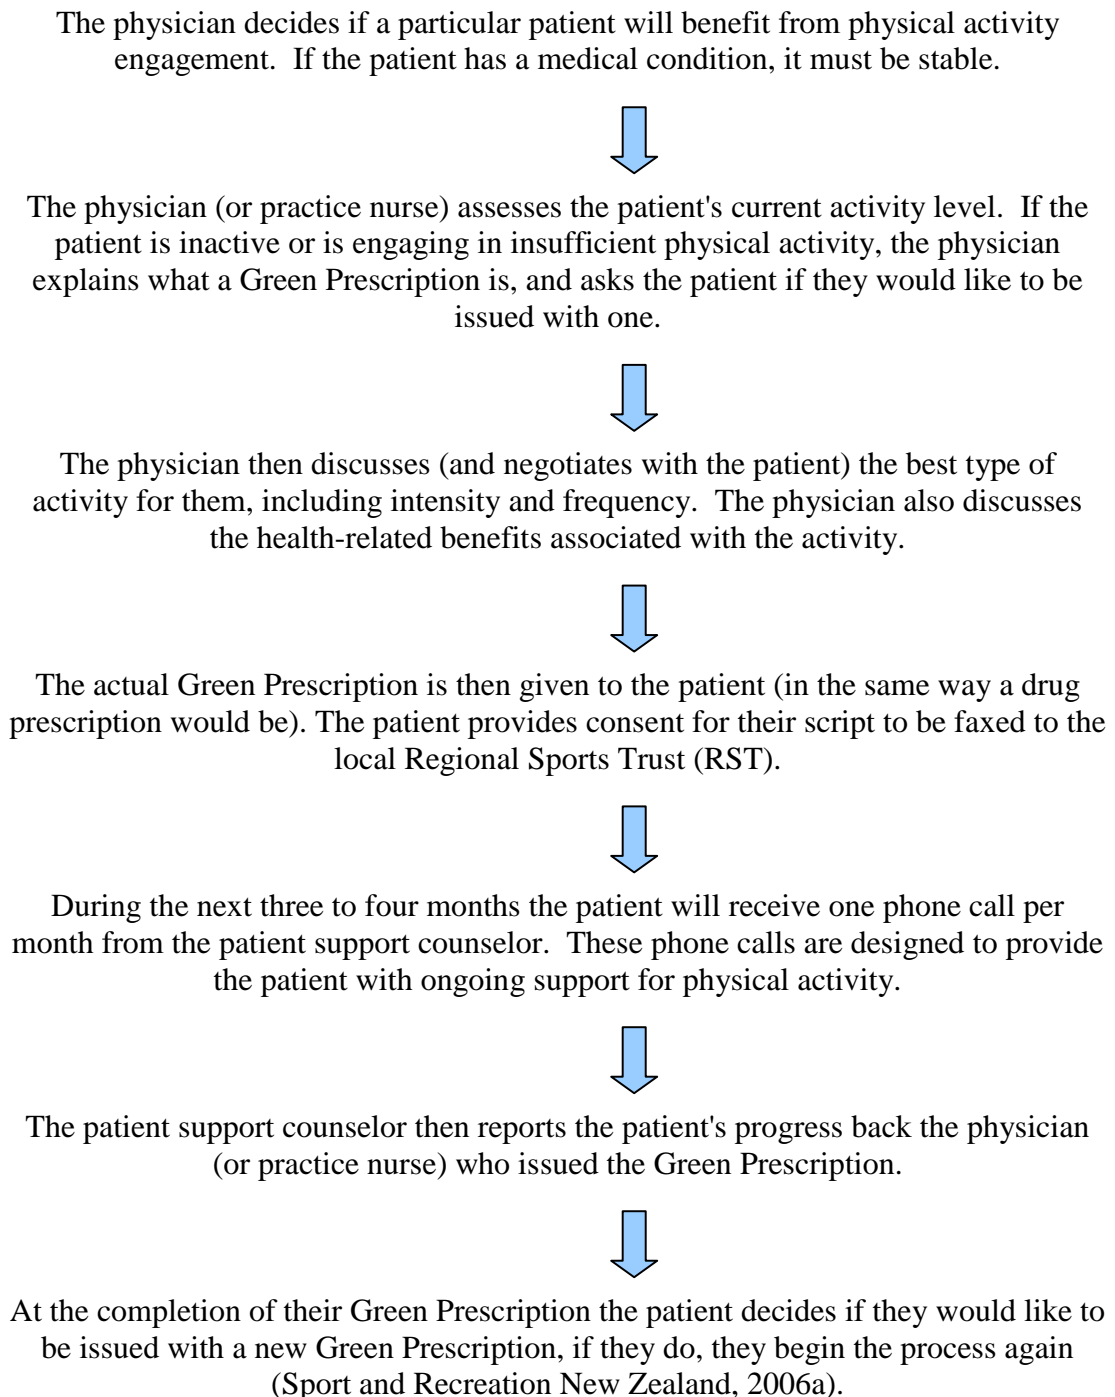 The physician decides if a particular patient will benefit from physical activity
engagement.  If the patient has a medical condition, it must be stable.
The physician (or practice nurse) assesses the patient's current activity level.  If the
patient is inactive or is engaging in insufficient physical activity, the physician
explains what a Green Prescription is, and asks the patient if they would like to be
issued with one.
The physician then discusses (and negotiates with the patient) the best type of
activity for them, including intensity and frequency.  The physician also discusses
the health-related benefits associated with the activity.
The actual Green Prescription is then given to the patient (in the same way a drug
prescription would be). The patient provides consent for their script to be faxed to the
local Regional Sports Trust (RST).
During the next three to four months the patient will receive one phone call per
month from the patient support counselor.  These phone calls are designed to provide
the patient with ongoing support for physical activity.
The patient support counselor then reports the patient's progress back the physician
(or practice nurse) who issued the Green Prescription.
At the completion of their Green Prescription the patient decides if they would like to
be issued with a new Green Prescription, if they do, they begin the process again
(Sport and Recreation New Zealand, 2006a).